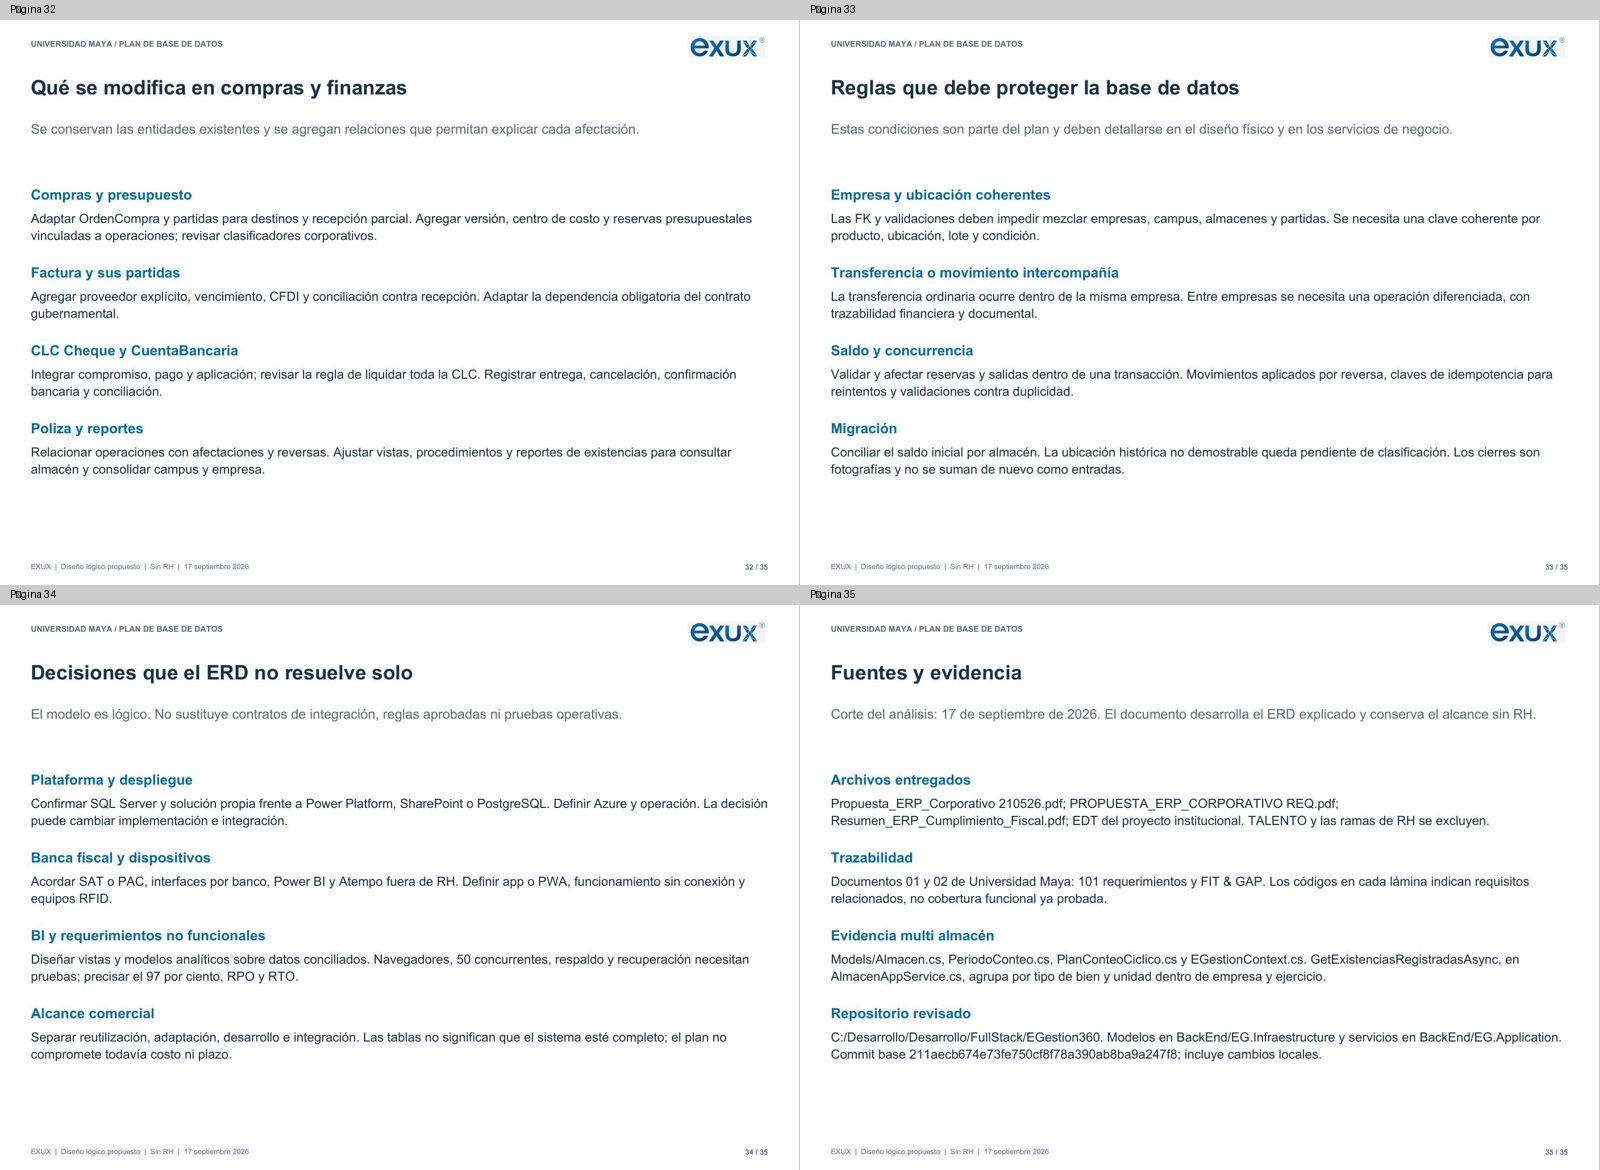 Página 32
UNIVERSIDAD MAYA / PLAN DE BASE DE DATOS
exux®
Qué se modifica en compras y finanzas
Se conservan las entidades existentes y se agregan relaciones que permitan explicar cada afectación.
Compras y presupuesto
Adaptar OrdenCompra y partidas para destinos y recepción parcial. Agregar versión, centro de costo y reservas presupuestales
vinculadas a operaciones; revisar clasificadores corporativos.
Factura y sus partidas
Agregar proveedor explícito, vencimiento, CFDI y conciliación contra recepción. Adaptar la dependencia obligatoria del contrato
gubernamental.
CLC Cheque y CuentaBancaria
Integrar compromiso, pago y aplicación; revisar la regla de liquidar toda la CLC. Registrar entrega, cancelación, confirmación
bancaria y conciliación.
Poliza y reportes
Relacionar operaciones con afectaciones y reversas. Ajustar vistas, procedimientos y reportes de existencias para consultar
almacén y consolidar campus y empresa.
EXUX | Diseño lógico propuesto | Sin RH | 17 septiembre 2026
32 / 35
Página 33
UNIVERSIDAD MAYA / PLAN DE BASE DE DATOS
exux®
Reglas que debe proteger la base de datos
Estas condiciones son parte del plan y deben detallarse en el diseño físico y en los servicios de negocio.
Empresa y ubicación coherentes
Las FK y validaciones deben impedir mezclar empresas, campus, almacenes y partidas. Se necesita una clave coherente por
producto, ubicación, lote y condición.
Transferencia o movimiento intercompañía
La transferencia ordinaria ocurre dentro de la misma empresa. Entre empresas se necesita una operación diferenciada, con
trazabilidad financiera y documental.
Saldo y concurrencia
Validar y afectar reservas y salidas dentro de una transacción. Movimientos aplicados por reversa, claves de idempotencia para
reintentos y validaciones contra duplicidad.
Migración
Conciliar el saldo inicial por almacén. La ubicación histórica no demostrable queda pendiente de clasificación. Los cierres son
fotografías y no se suman de nuevo como entradas.
EXUX | Diseño lógico propuesto | Sin RH | 17 septiembre 2026
33 / 35
Página 34
UNIVERSIDAD MAYA / PLAN DE BASE DE DATOS
exux®
Decisiones que el ERD no resuelve solo
El modelo es lógico. No sustituye contratos de integración, reglas aprobadas ni pruebas operativas.
Plataforma y despliegue
Confirmar SQL Server y solución propia frente a Power Platform, SharePoint o PostgreSQL. Definir Azure y operación. La decisión
puede cambiar implementación e integración.
Banca fiscal y dispositivos
Acordar SAT o PAC, interfaces por banco, Power BI y Atempo fuera de RH. Definir app o PWA, funcionamiento sin conexión y
equipos RFID.
BI y requerimientos no funcionales
Diseñar vistas y modelos analíticos sobre datos conciliados. Navegadores, 50 concurrentes, respaldo y recuperación necesitan
pruebas; precisar el 97 por ciento, RPO y RTO.
Alcance comercial
Separar reutilización, adaptación, desarrollo e integración. Las tablas no significan que el sistema esté completo; el plan no
compromete todavía costo ni plazo.
EXUX | Diseño lógico propuesto | Sin RH | 17 septiembre 2026
34 / 35
Página 35
UNIVERSIDAD MAYA / PLAN DE BASE DE DATOS
exux®
Fuentes y evidencia
Corte del análisis: 17 de septiembre de 2026. El documento desarrolla el ERD explicado y conserva el alcance sin RH.
Archivos entregados
Propuesta_ERP_Corporativo 210526.pdf; PROPUESTA_ERP_CORPORATIVO REQ.pdf;
Resumen_ERP_Cumplimiento_Fiscal.pdf; EDT del proyecto institucional. TALENTO y las ramas de RH se excluyen.
Trazabilidad
Documentos 01 y 02 de Universidad Maya: 101 requerimientos y FIT & GAP. Los códigos en cada lámina indican requisitos
relacionados, no cobertura funcional ya probada.
Evidencia multi almacén
Models/Almacen.cs, PeriodoConteo.cs, PlanConteoCiclico.cs y EGestionContext.cs. GetExistenciasRegistradasAsync, en
AlmacenAppService.cs, agrupa por tipo de bien y unidad dentro de empresa y ejercicio.
Repositorio revisado
C:/Desarrollo/Desarrollo/FullStack/EGestion360. Modelos en BackEnd/EG.Infraestructure y servicios en BackEnd/EG.Application.
Commit base 211aecb674e73fe750cf8f78a390ab8ba9a247f8; incluye cambios locales.
EXUX | Diseño lógico propuesto | Sin RH | 17 septiembre 2026
35 / 35